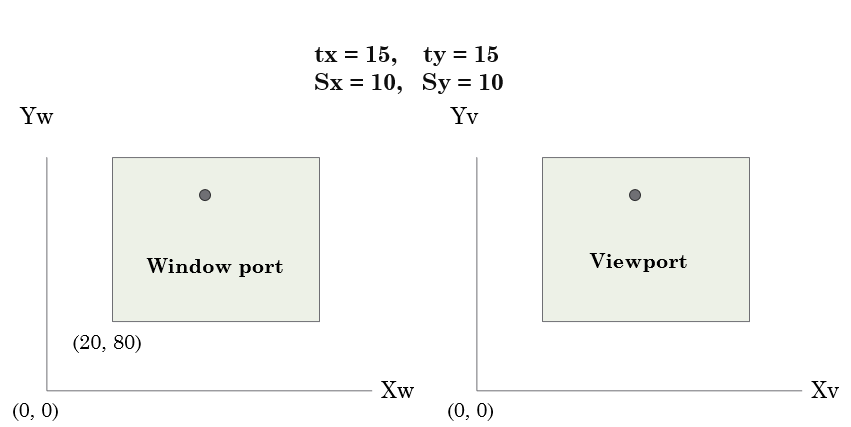 tx = 15, ty = 15
Sx = 10, Sy = 10
Yw
Yv
Window port
Viewport
(20, 80)
Xw
Xv
(0, 0)
(0, 0)